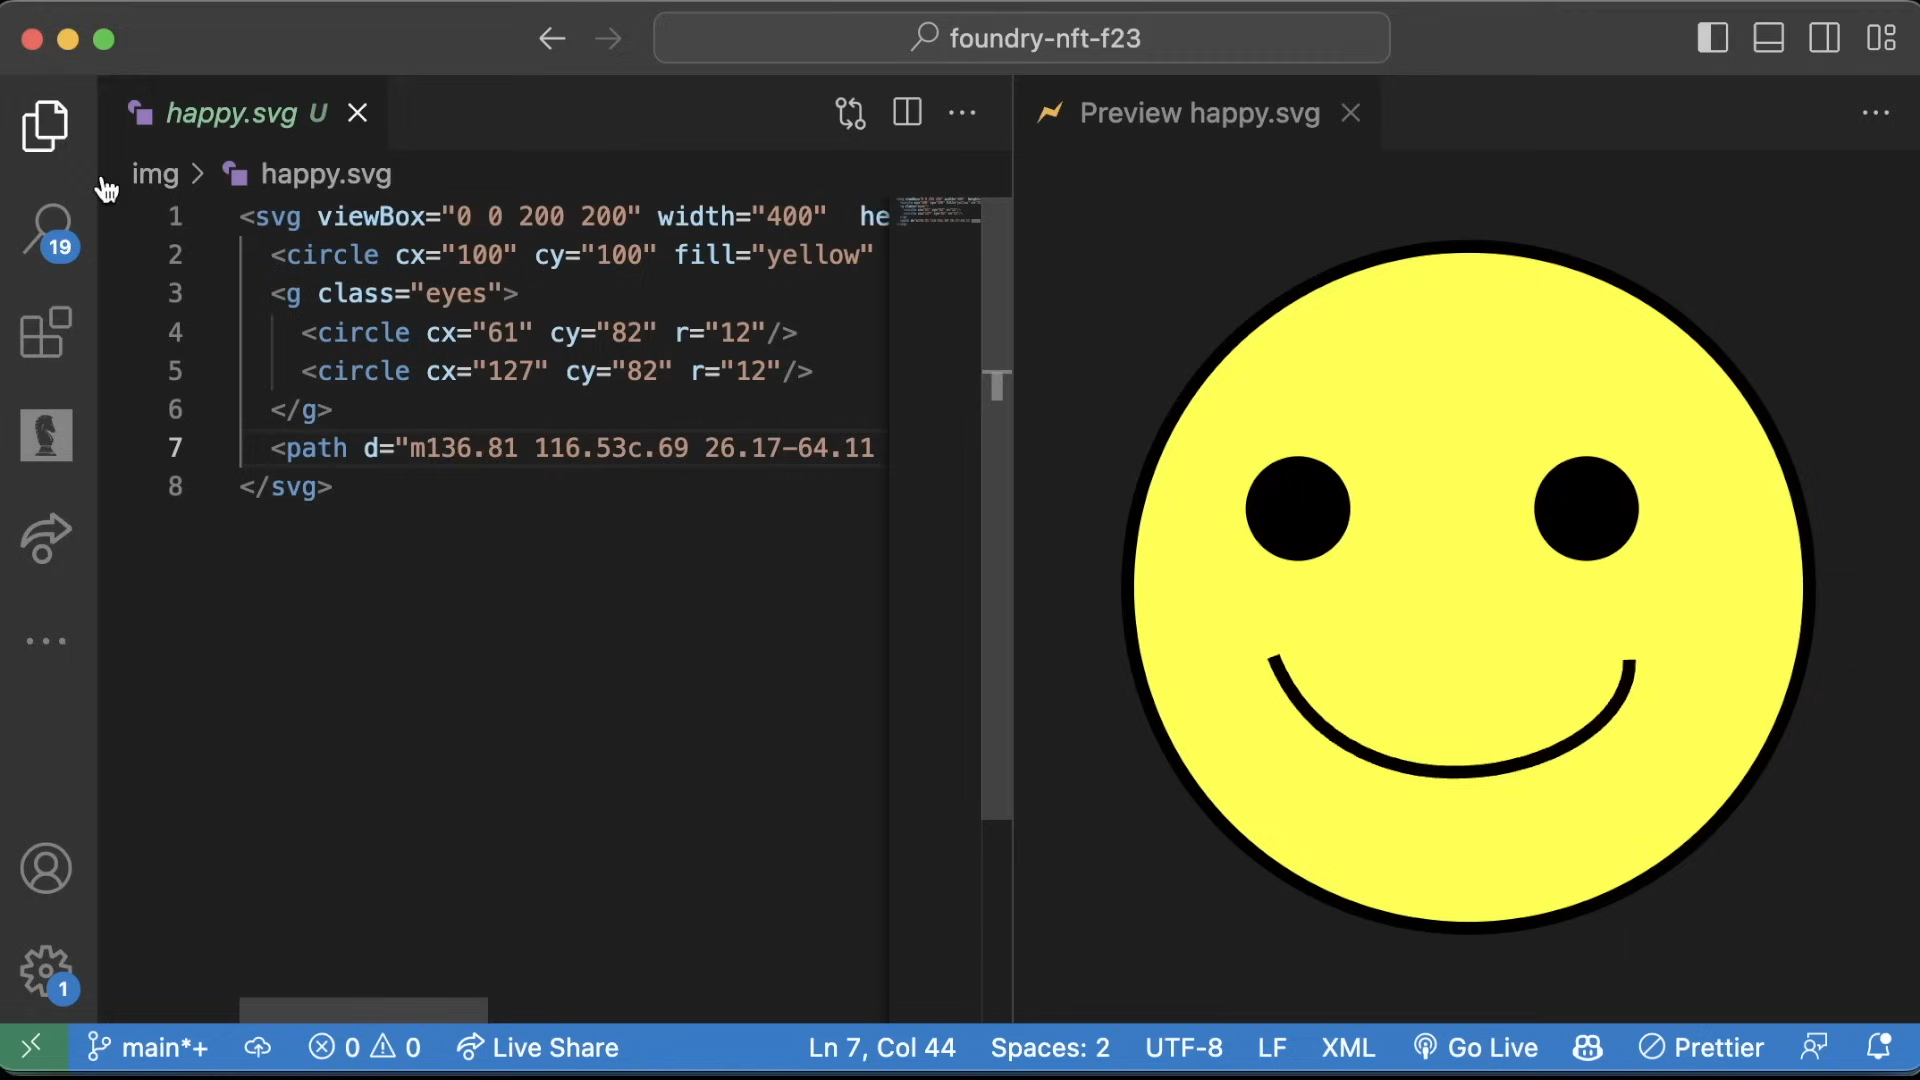 foundry-nft-f23
happy.svg U
Preview happy.svg
img > happy.svg
1 <svg viewBox="0 0 200 200" width="400" he
2 <circle cx="100" cy="100" fill="yellow"
3 <g class="eyes">
4 <circle cx="61" cy="82" r="12"/>
5 <circle cx="127" cy="82" r="12"/>
6 </g>
7 <path d="m136.81 116.53c.69 26.17-64.11
8 </svg>
19
1
main*+ 0 0 Live Share Ln 7, Col 44 Spaces: 2 UTF-8 LF XML Go Live Prettier